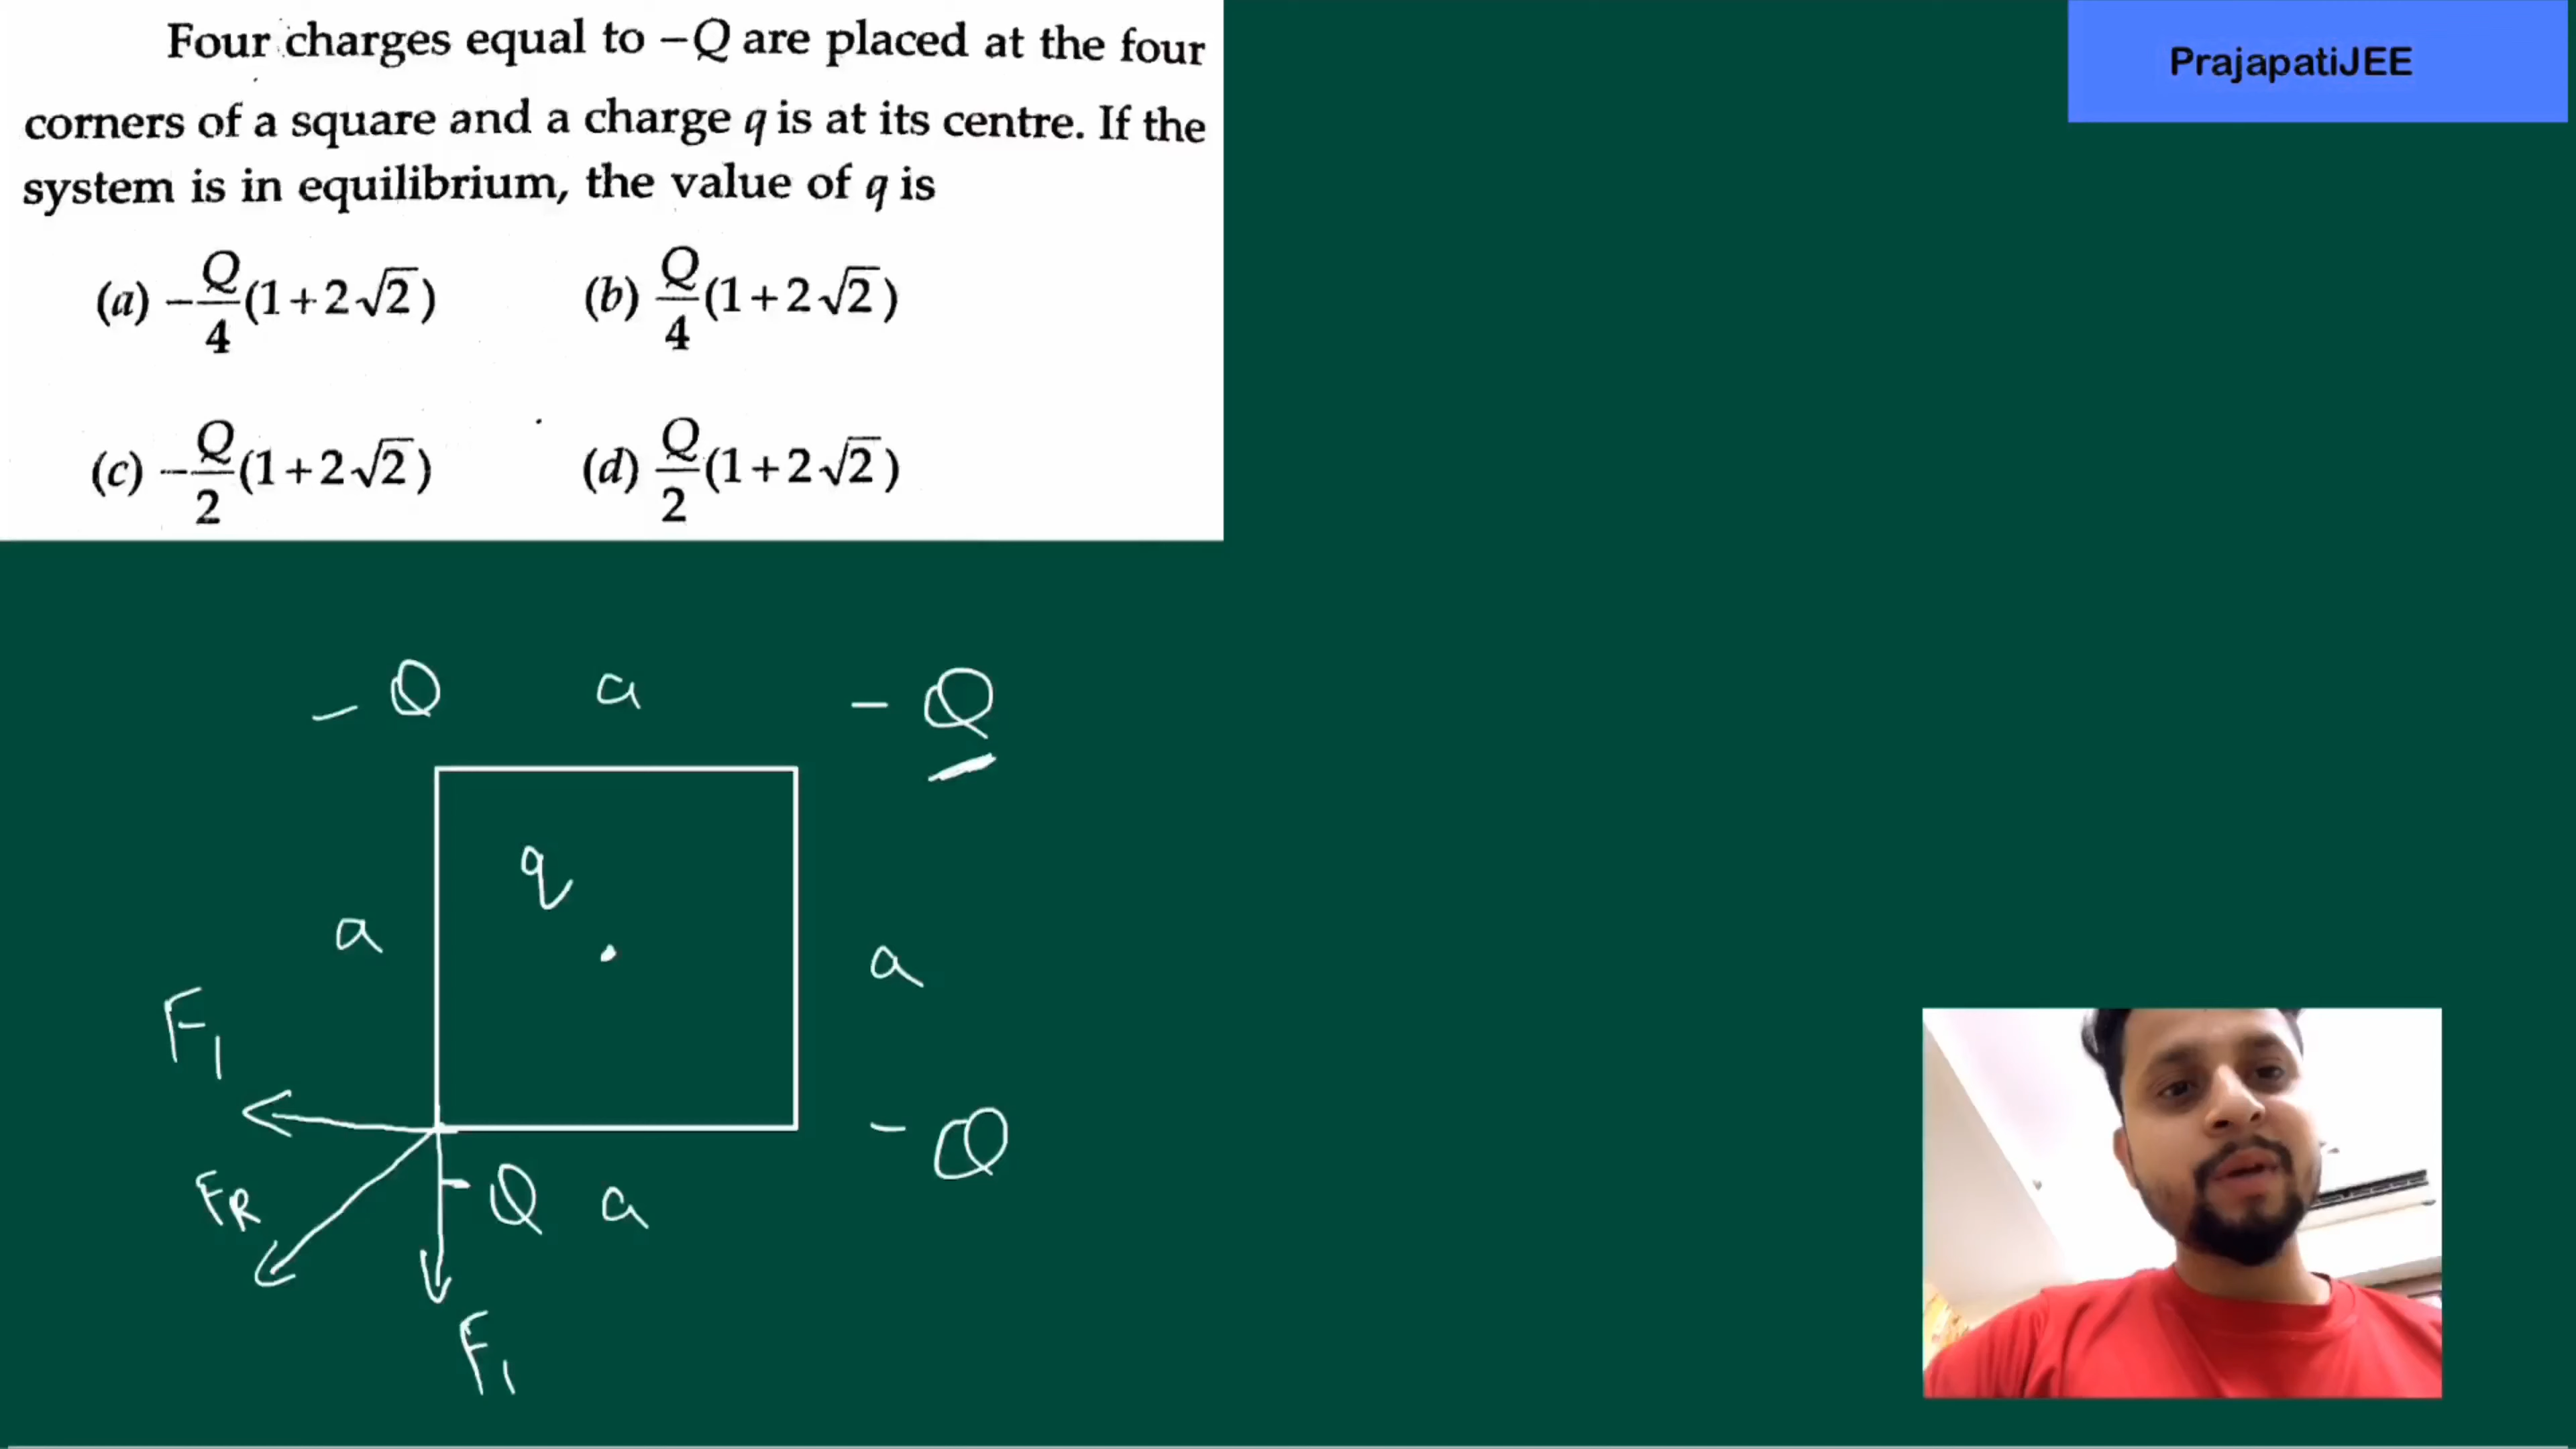 Four charges equal to −Q are placed at the four
corners of a square and a charge q is at its centre. If the
system is in equilibrium, the value of q is
(a) −Q/4(1+2√2) (b) Q/4(1+2√2)
(c) −Q/2(1+2√2) (d) Q/2(1+2√2)
PrajapatiJEE
−Q a −Q
q
a a
F1
−Q
FR −Q a
F1